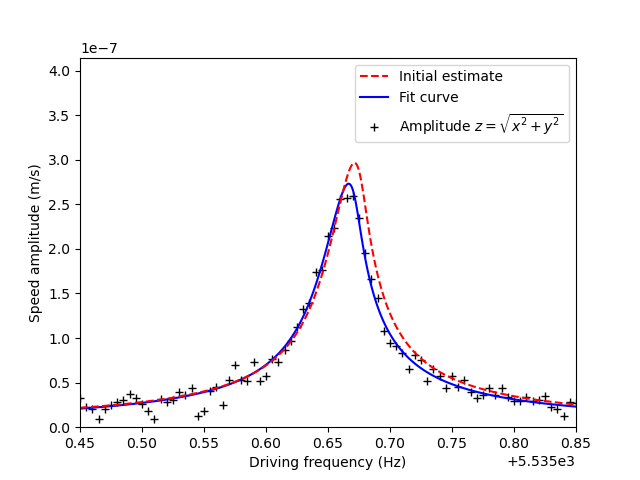 1e−7
4.0
3.5
3.0
2.5
2.0
1.5
1.0
0.5
0.0
Speed amplitude (m/s)
Initial estimate
Fit curve
Amplitude z = √x² + y²
0.45 0.50 0.55 0.60 0.65 0.70 0.75 0.80 0.85
Driving frequency (Hz)
+5.535e3